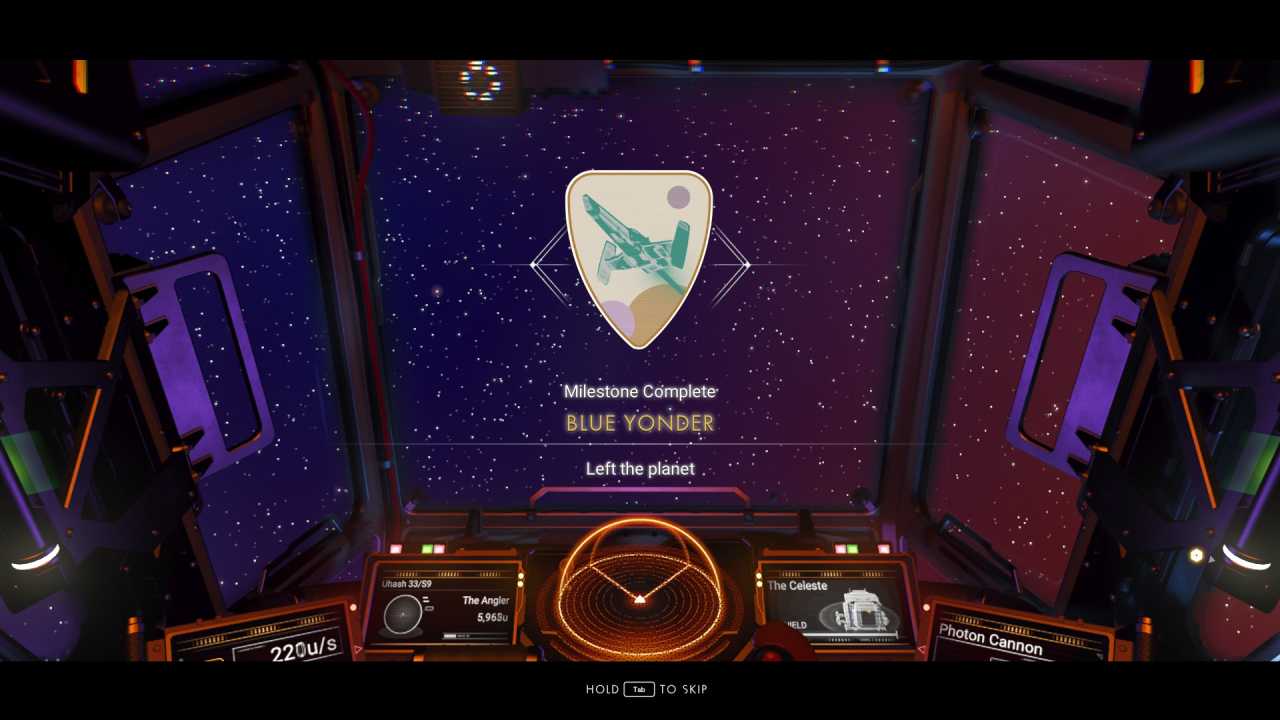 Milestone Complete
BLUE YONDER
Left the planet
Uhash 33/S9
The Angler
5,965u
The Celeste
220u/s
Photon Cannon
HOLD Tab TO SKIP